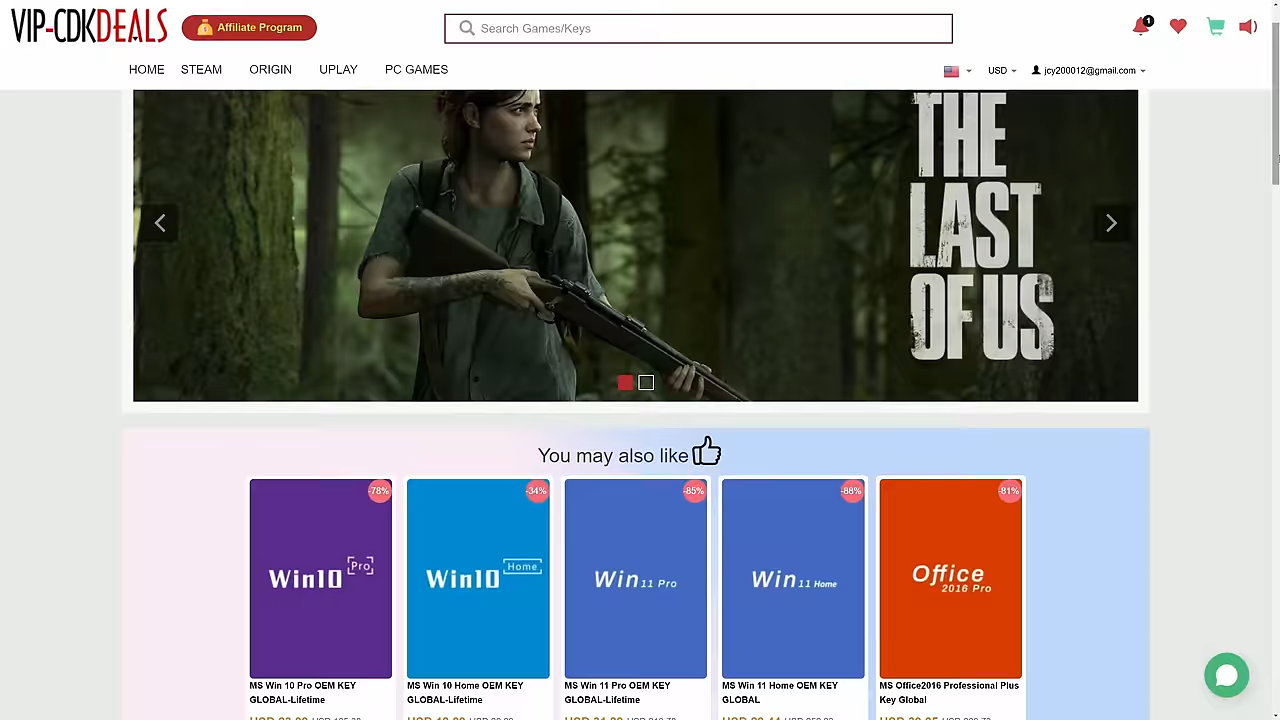 VIP-CDKDEALS
Affiliate Program
Search Games/Keys
1
HOME STEAM ORIGIN UPLAY PC GAMES
USD jcy200012@gmail.com
THE
LAST
OF US
You may also like
-78% -34% -85% -88% -81%
Win10 Pro
Win10 Home
Win 11 Pro
Win 11 Home
Office
2016 Pro
MS Win 10 Pro OEM KEY
GLOBAL-Lifetime
MS Win 10 Home OEM KEY
GLOBAL-Lifetime
MS Win 11 Pro OEM KEY
GLOBAL-Lifetime
MS Win 11 Home OEM KEY
GLOBAL
MS Office2016 Professional Plus
Key Global